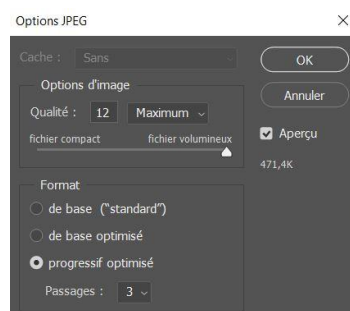 Options JPEG
Cache : Sans
OK
Options d'image
Annuler
Qualité : 12 Maximum
Aperçu
fichier compact fichier volumineux
471,4K
Format
de base ("standard")
de base optimisé
progressif optimisé
Passages : 3